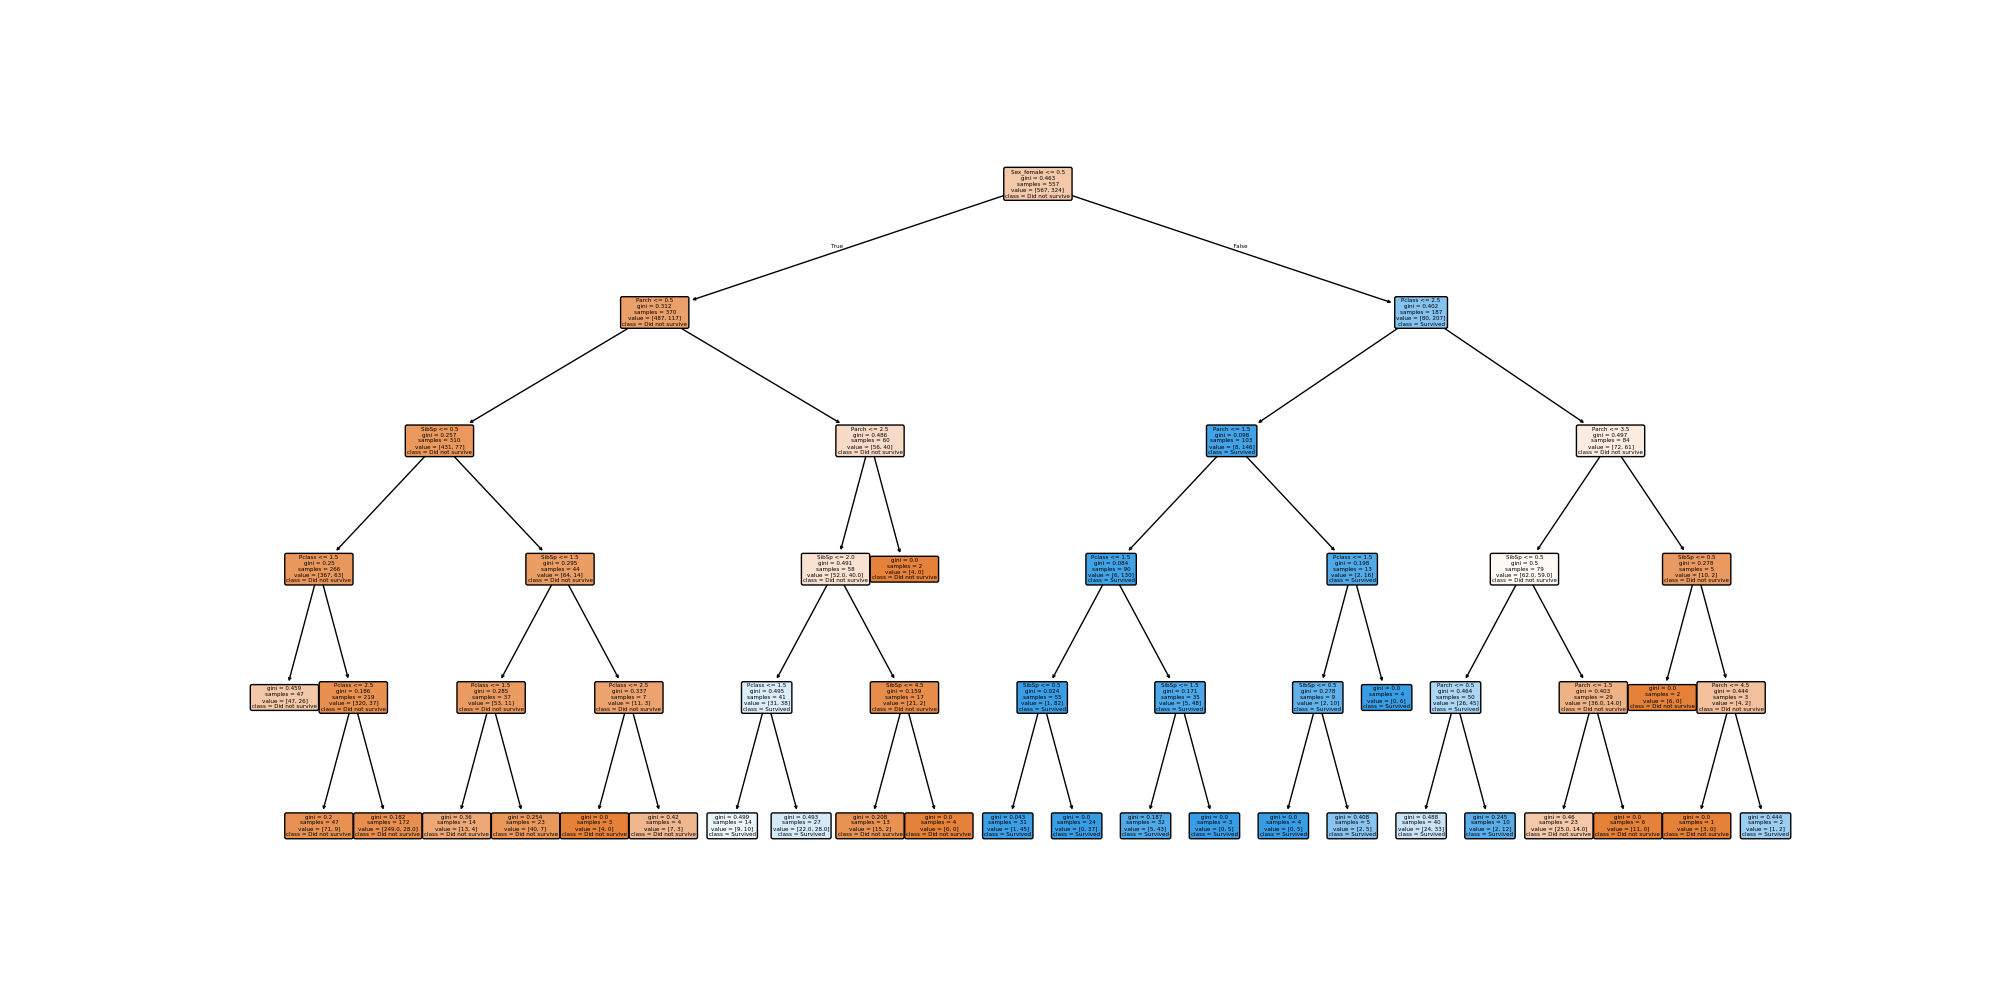 Sex_female <= 0.5
gini = 0.463
samples = 557
value = [567, 324]
class = Did not survive
True
False
Parch <= 0.5
gini = 0.312
samples = 370
value = [487, 117]
class = Did not survive
Pclass <= 2.5
gini = 0.402
samples = 187
value = [80, 207]
class = Survived
SibSp <= 0.5
gini = 0.257
samples = 310
value = [431, 77]
class = Did not survive
Parch <= 2.5
gini = 0.486
samples = 60
value = [56, 40]
class = Did not survive
Parch <= 1.5
gini = 0.098
samples = 103
value = [8, 146]
class = Survived
Parch <= 3.5
gini = 0.497
samples = 84
value = [72, 61]
class = Did not survive
Pclass <= 1.5
gini = 0.25
samples = 266
value = [367, 63]
class = Did not survive
SibSp <= 1.5
gini = 0.295
samples = 44
value = [64, 14]
class = Did not survive
SibSp <= 2.0
gini = 0.491
samples = 58
value = [52.0, 40.0]
class = Did not survive
gini = 0.0
samples = 2
value = [4, 0]
class = Did not survive
Pclass <= 1.5
gini = 0.084
samples = 90
value = [6, 130]
class = Survived
Pclass <= 1.5
gini = 0.198
samples = 13
value = [2, 16]
class = Survived
SibSp <= 0.5
gini = 0.5
samples = 79
value = [62.0, 59.0]
class = Did not survive
SibSp <= 0.5
gini = 0.278
samples = 5
value = [10, 2]
class = Did not survive
gini = 0.459
samples = 47
value = [47, 26]
class = Did not survive
Pclass <= 2.5
gini = 0.186
samples = 219
value = [320, 37]
class = Did not survive
Pclass <= 1.5
gini = 0.285
samples = 37
value = [53, 11]
class = Did not survive
Pclass <= 2.5
gini = 0.337
samples = 7
value = [11, 3]
class = Did not survive
Pclass <= 1.5
gini = 0.495
samples = 41
value = [31, 38]
class = Survived
SibSp <= 4.5
gini = 0.159
samples = 17
value = [21, 2]
class = Did not survive
SibSp <= 0.5
gini = 0.024
samples = 55
value = [1, 82]
class = Survived
SibSp <= 1.5
gini = 0.171
samples = 35
value = [5, 48]
class = Survived
SibSp <= 0.5
gini = 0.278
samples = 9
value = [2, 10]
class = Survived
gini = 0.0
samples = 4
value = [0, 6]
class = Survived
Parch <= 0.5
gini = 0.464
samples = 50
value = [26, 45]
class = Survived
Parch <= 1.5
gini = 0.403
samples = 29
value = [36.0, 14.0]
class = Did not survive
gini = 0.0
samples = 2
value = [6, 0]
class = Did not survive
Parch <= 4.5
gini = 0.444
samples = 3
value = [4, 2]
class = Did not survive
gini = 0.2
samples = 47
value = [71, 9]
class = Did not survive
gini = 0.182
samples = 172
value = [249.0, 28.0]
class = Did not survive
gini = 0.36
samples = 14
value = [13, 4]
class = Did not survive
gini = 0.254
samples = 23
value = [40, 7]
class = Did not survive
gini = 0.0
samples = 3
value = [4, 0]
class = Did not survive
gini = 0.42
samples = 4
value = [7, 3]
class = Did not survive
gini = 0.499
samples = 14
value = [9, 10]
class = Survived
gini = 0.493
samples = 27
value = [22.0, 28.0]
class = Survived
gini = 0.208
samples = 13
value = [15, 2]
class = Did not survive
gini = 0.0
samples = 4
value = [6, 0]
class = Did not survive
gini = 0.043
samples = 31
value = [1, 45]
class = Survived
gini = 0.0
samples = 24
value = [0, 37]
class = Survived
gini = 0.187
samples = 32
value = [5, 43]
class = Survived
gini = 0.0
samples = 3
value = [0, 5]
class = Survived
gini = 0.0
samples = 4
value = [0, 5]
class = Survived
gini = 0.408
samples = 5
value = [2, 5]
class = Survived
gini = 0.488
samples = 40
value = [24, 33]
class = Survived
gini = 0.245
samples = 10
value = [2, 12]
class = Survived
gini = 0.46
samples = 23
value = [25.0, 14.0]
class = Did not survive
gini = 0.0
samples = 6
value = [11, 0]
class = Did not survive
gini = 0.0
samples = 1
value = [3, 0]
class = Did not survive
gini = 0.444
samples = 2
value = [1, 2]
class = Survived